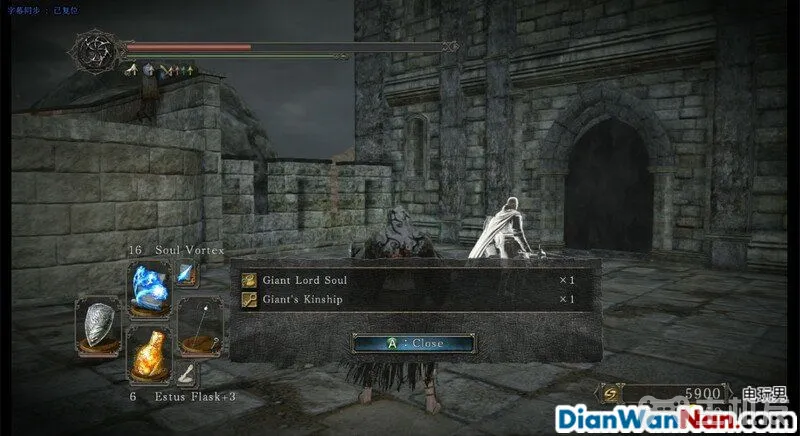 字幕同步 : 已复位
16 Soul Vortex
Giant Lord Soul ×1
Giant's Kinship ×1
A : Close
6 Estus Flask+3
5900
电玩男
DianWanNan.com